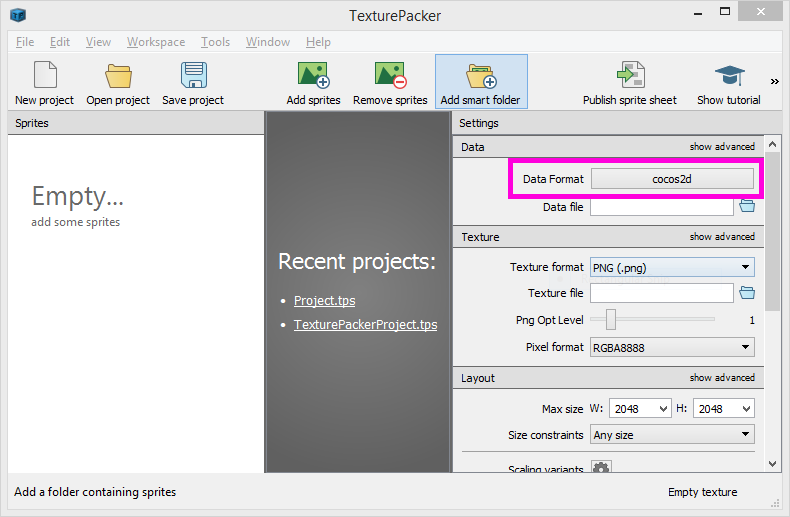 TexturePacker
File Edit View Workspace Tools Window Help
New project Open project Save project Add sprites Remove sprites Add smart folder Publish sprite sheet Show tutorial »
Sprites
Settings
Empty...
add some sprites
Recent projects:
• Project.tps
• TexturePackerProject.tps
Data show advanced
Data Format cocos2d
Data file
Texture show advanced
Texture format PNG (.png)
Texture file
Png Opt Level 1
Pixel format RGBA8888
Layout show advanced
Max size W: 2048 H: 2048
Size constraints Any size
Scaling variants
Add a folder containing sprites Empty texture